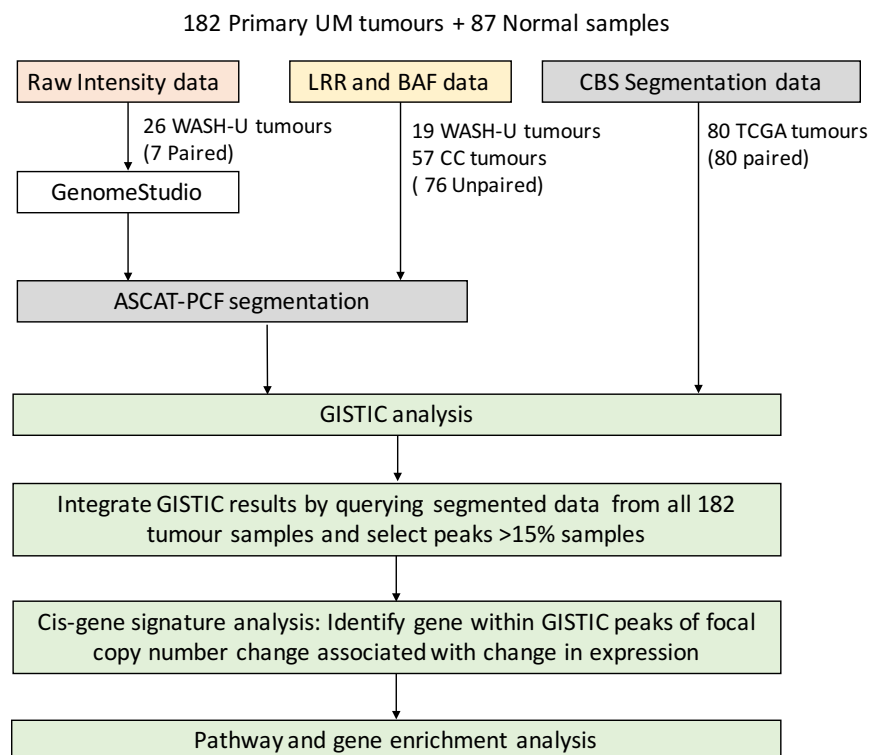 182 Primary UM tumours + 87 Normal samples
Raw Intensity data
LRR and BAF data
CBS Segmentation data
26 WASH-U tumours
(7 Paired)
19 WASH-U tumours
57 CC tumours
( 76 Unpaired)
80 TCGA tumours
(80 paired)
GenomeStudio
ASCAT-PCF segmentation
GISTIC analysis
Integrate GISTIC results by querying segmented data from all 182
tumour samples and select peaks >15% samples
Cis-gene signature analysis: Identify gene within GISTIC peaks of focal
copy number change associated with change in expression
Pathway and gene enrichment analysis